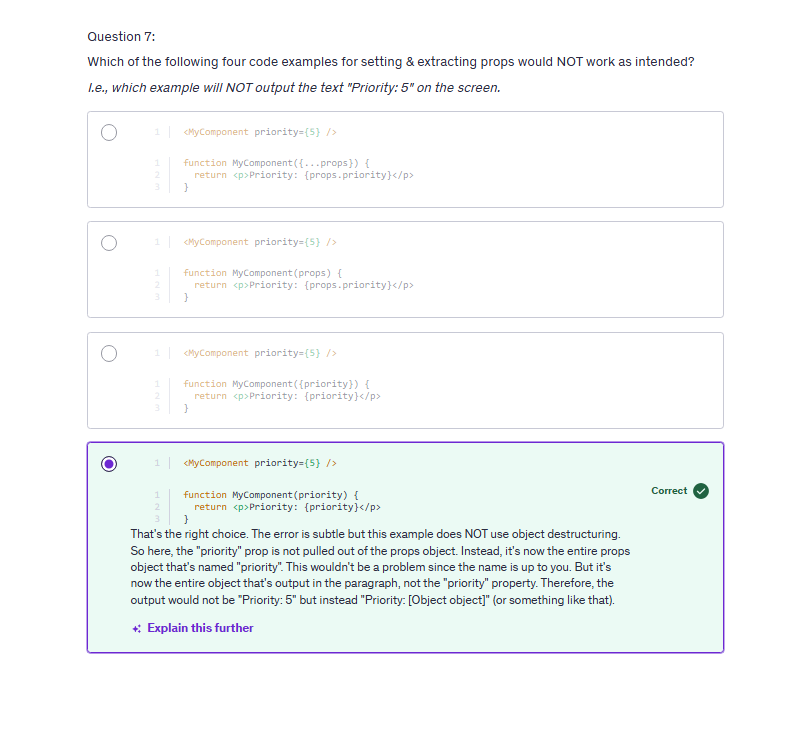 Question 7:
Which of the following four code examples for setting & extracting props would NOT work as intended?
I.e., which example will NOT output the text "Priority: 5" on the screen.
1 <MyComponent priority={5} />
1 function MyComponent({...props}) {
2 return <p>Priority: {props.priority}</p>
3 }
1 <MyComponent priority={5} />
1 function MyComponent(props) {
2 return <p>Priority: {props.priority}</p>
3 }
1 <MyComponent priority={5} />
1 function MyComponent({priority}) {
2 return <p>Priority: {priority}</p>
3 }
1 <MyComponent priority={5} />
Correct
1 function MyComponent(priority) {
2 return <p>Priority: {priority}</p>
3 }
That's the right choice. The error is subtle but this example does NOT use object destructuring.
So here, the "priority" prop is not pulled out of the props object. Instead, it's now the entire props
object that's named "priority". This wouldn't be a problem since the name is up to you. But it's
now the entire object that's output in the paragraph, not the "priority" property. Therefore, the
output would not be "Priority: 5" but instead "Priority: [Object object]" (or something like that).
Explain this further